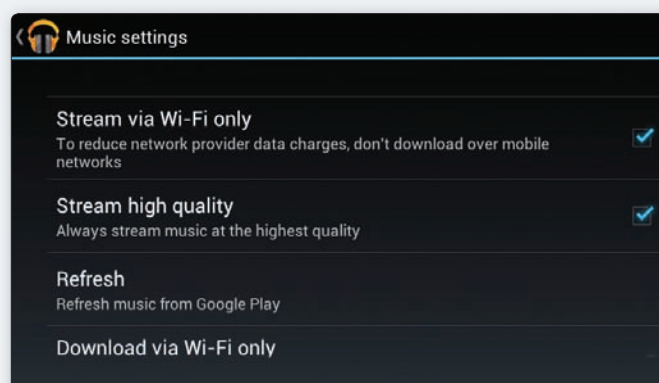 Music settings
Stream via Wi-Fi only
To reduce network provider data charges, don't download over mobile
networks
Stream high quality
Always stream music at the highest quality
Refresh
Refresh music from Google Play
Download via Wi-Fi only